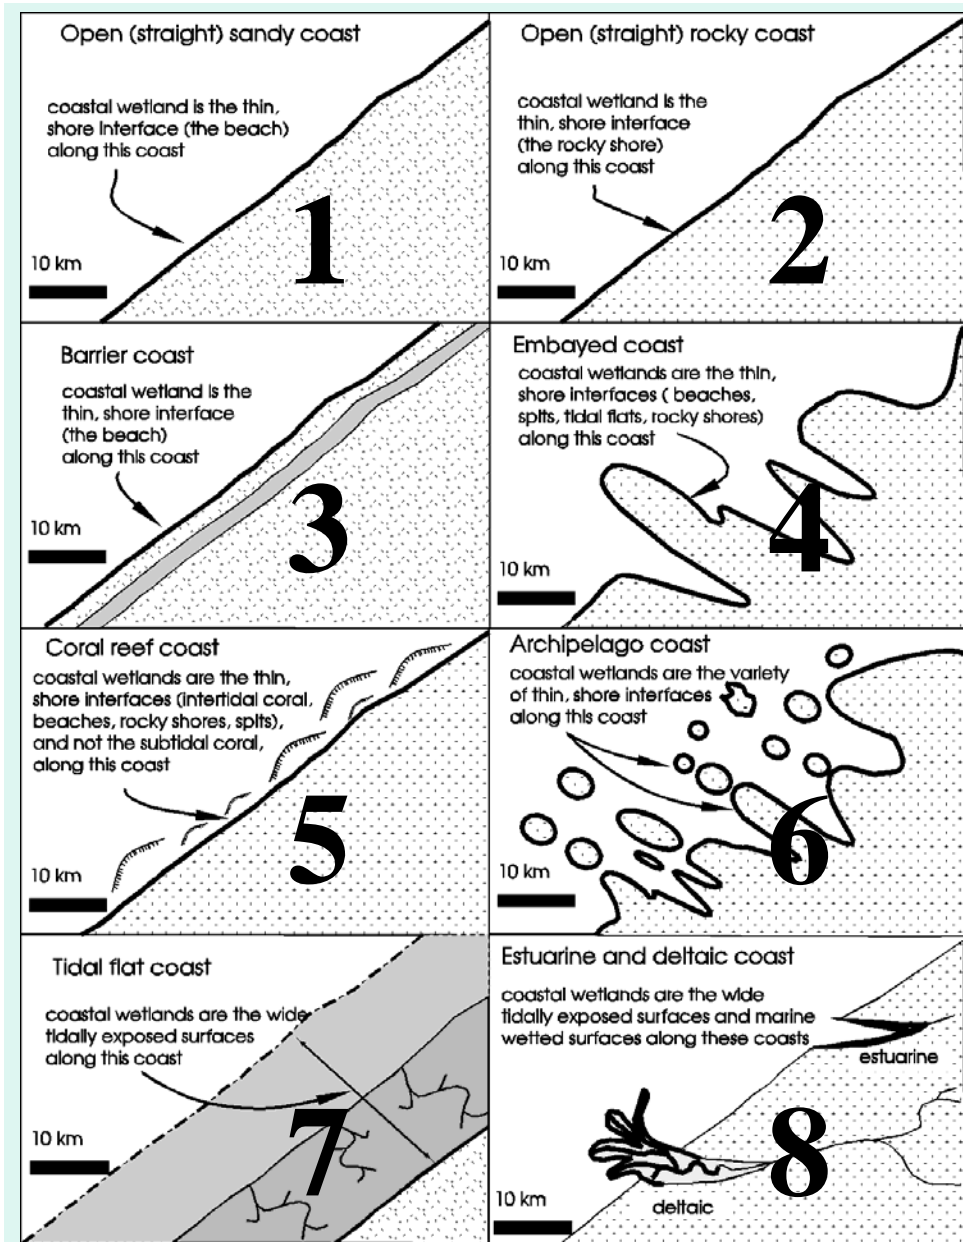 Open (straight) sandy coast
coastal wetland is the thin,
shore interface (the beach)
along this coast
10 km
1
Open (straight) rocky coast
coastal wetland is the
thin, shore interface
(the rocky shore)
along this coast
10 km
2
Barrier coast
coastal wetland is the
thin, shore interface
(the beach)
along this coast
10 km
3
Embayed coast
coastal wetlands are the thin,
shore interfaces ( beaches,
spits, tidal flats, rocky shores)
along this coast
10 km
4
Coral reef coast
coastal wetlands are the thin,
shore interfaces (intertidal coral,
beaches, rocky shores, spits),
and not the subtidal coral,
along this coast
10 km
5
Archipelago coast
coastal wetlands are the variety
of thin, shore interfaces
along this coast
10 km
6
Tidal flat coast
coastal wetlands are the wide
tidally exposed surfaces
along this coast
10 km
7
Estuarine and deltaic coast
coastal wetlands are the wide
tidally exposed surfaces and marine
wetted surfaces along these coasts
estuarine
8
deltaic
10 km